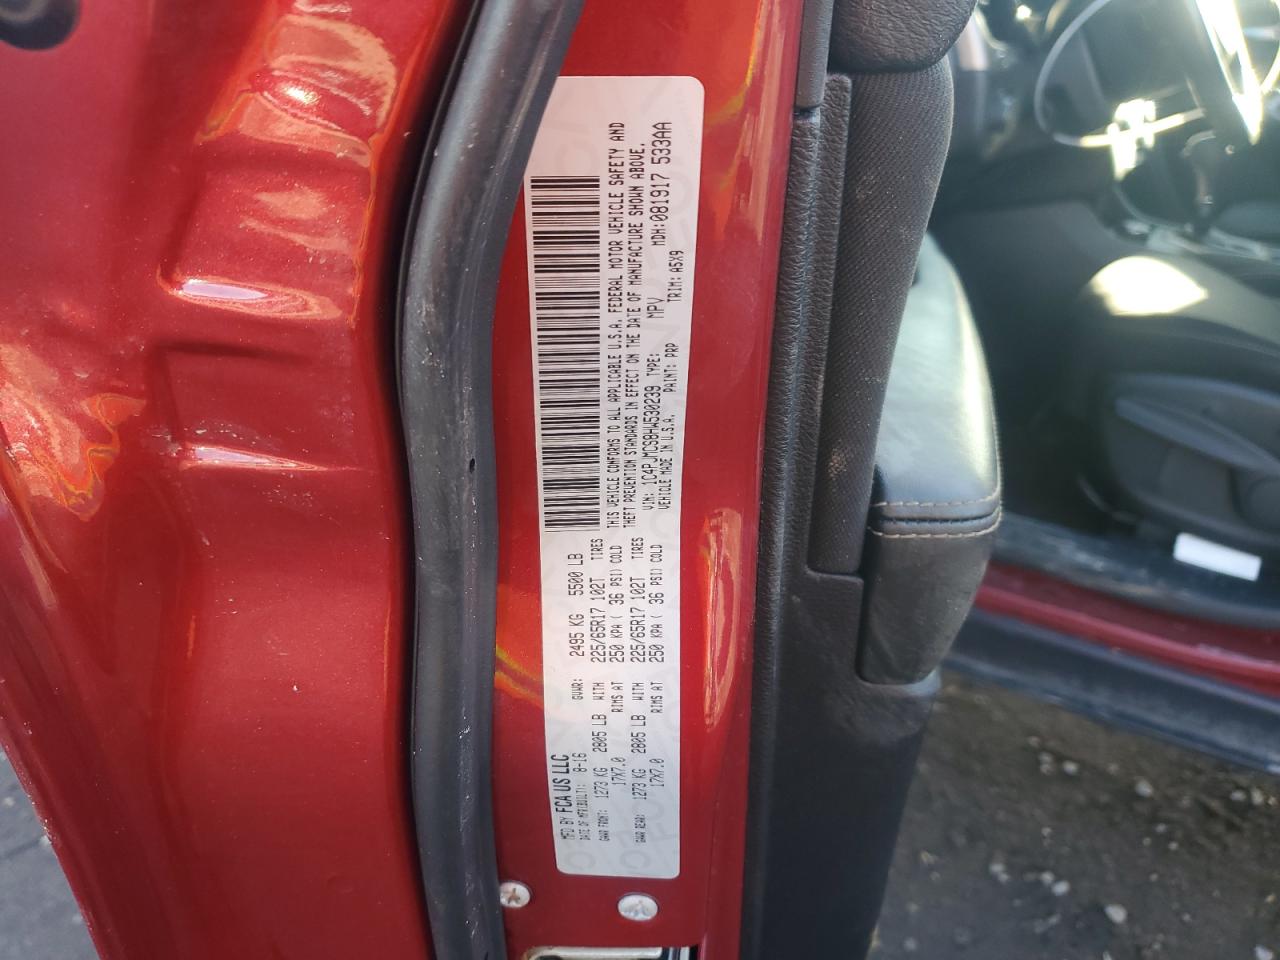 MFD BY FCA US LLC
DATE OF MFR(BUILT): 8-16 GVWR: 2495 KG 5500 LB
GAWR FRONT: 1273 KG 2805 LB WITH 225/65R17 102T TIRES
17X7.0 RIMS AT 250 KPA ( 36 PSI) COLD
GAWR REAR: 1273 KG 2805 LB WITH 225/65R17 102T TIRES
17X7.0 RIMS AT 250 KPA ( 36 PSI) COLD
THIS VEHICLE CONFORMS TO ALL APPLICABLE U.S.A. FEDERAL MOTOR VEHICLE SAFETY AND
THEFT PREVENTION STANDARDS IN EFFECT ON THE DATE OF MANUFACTURE SHOWN ABOVE.
VIN: 1C4PJMCS8HW530239 TYPE: MPV MDH:081917 533AA
VEHICLE MADE IN U.S.A. PAINT: PRP TRIM: A5X9